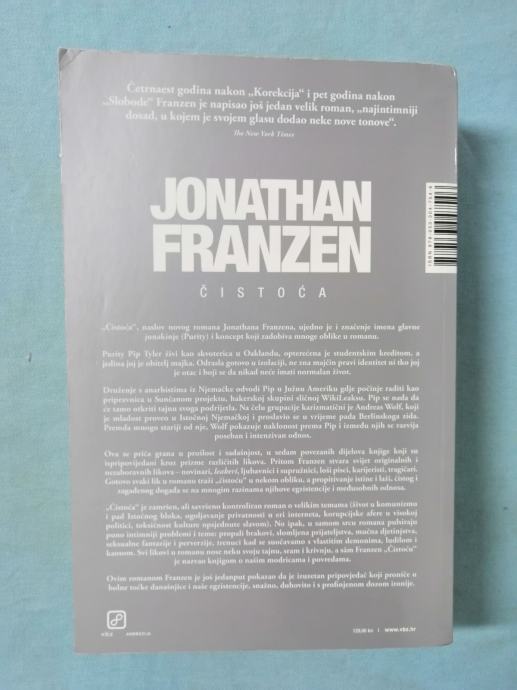 Četrnaest godina nakon „Korekcija“ i pet godina nakon
„Slobode“ Franzen je napisao još jedan velik roman, „najintimniji
dosad, u kojem je svojem glasu dodao neke nove tonove“.
The New York Times
JONATHAN
FRANZEN
ČISTOĆA
„Čistoća“, naslov novog romana Jonathana Franzena, ujedno je i značenje imena glavne
junakinje (Purity) i koncept koji zadobiva mnoge oblike u romanu.
Purity Pip Tyler živi kao skvoterica u Oaklandu, opterećena je studentskim kreditom, a
jedina joj je obitelj majka. Odrasla gotovo u izolaciji, ne zna majčin pravi identitet ni tko joj
je otac i boji se da nikad neće imati normalan život.
Druženje s anarhistima iz Njemačke odvodi Pip u Južnu Ameriku gdje počinje raditi kao
pripravnica u Sunčanom projektu, hakerskoj skupini sličnoj WikiLeaksu. Pip se nada da
će tamo otkriti tajnu svoga podrijetla. Na čelu grupacije karizmatični je Andreas Wolf, koji
je mladost proveo u Istočnoj Njemačkoj i proslavio se u vrijeme pada Berlinskoga zida.
Premda mnogo stariji od nje, Wolf pokazuje naklonost prema Pip i između njih se razvija
poseban i intenzivan odnos.
Ova se priča grana u prošlost i sadašnjost, u sedam povezanih dijelova knjige koji su
ispripovijedani kroz prizme različitih likova. Pritom Franzen stvara svijet originalnih i
nezaboravnih likova – novinari, leakeri, ljubavnici i supružnici, loši pisci, karijeristi, tragičari.
Gotovo svaki lik u romanu traži „čistoću“ u nekom obliku, a propitivanje istine i laži, čistog i
zagađenog događa se na mnogim razinama njihove egzistencije i međusobnih odnosa.
„Čistoća“ je zamršen, ali savršeno kontroliran roman o velikim temama (život u komunizmu
i pad Istočnog bloka, ogoljavanje privatnosti u eri interneta, korupcijske afere u visokoj
politici, toksičnost kulture opsjednute slavom). No ipak, u samom srcu romana pulsiraju
puno intimniji problemi i teme: propali brakovi, slomljena prijateljstva, mučna djetinjstva,
seksualne fantazije i perverzije, trenuci kad se suočavamo s vlastitim demonima, ludilom i
kaosom. Svi likovi u romanu nose neku svoju tajnu, sram i krivnju, a sâm Franzen „Čistoću“
je nazvao knjigom o našim modricama i povredama.
Ovim romanom Franzen je još jedanput pokazao da je izuzetan pripovjedač koji pronïče u
bolne točke današnjice i naše egzistencije, snažno, duhovito i s profinjenom dozom ironije.
v|b|z
www.vbz.hr